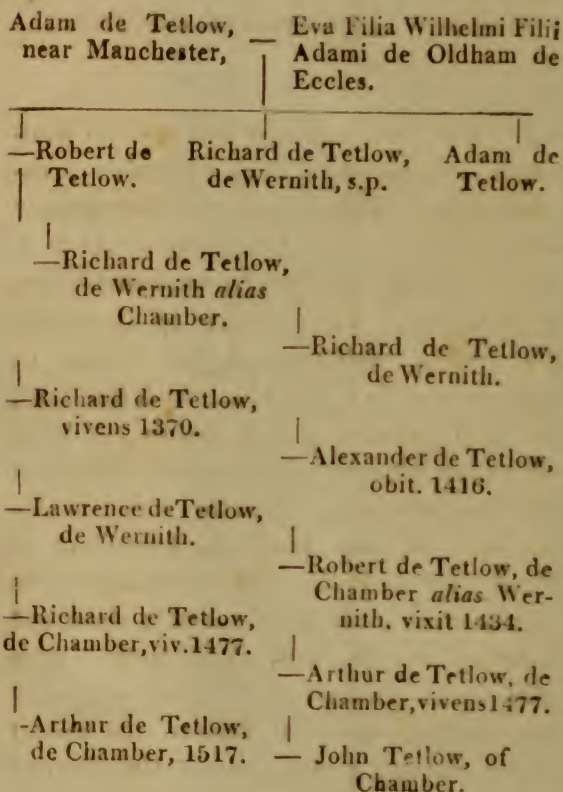 Adam de Tetlow,
near Manchester,
Eva Filia Wilhelmi Filii
Adami de Oldham de
Eccles.
—Robert de
Tetlow.
Richard de Tetlow,
de Wernith, s.p.
Adam de
Tetlow.
—Richard de Tetlow,
de Wernith alias
Chamber.
—Richard de Tetlow,
de Wernith.
—Richard de Tetlow,
vivens 1370.
—Alexander de Tetlow,
obit. 1416.
—Lawrence deTetlow,
de Wernith.
—Robert de Tetlow, de
Chamber alias Wer-
nith. vixit 1434.
—Richard de Tetlow,
de Chamber,viv.1477.
—Arthur de Tetlow, de
Chamber,vivens1477.
-Arthur de Tetlow,
de Chamber, 1517.
— John Tetlow, of
Chamber.